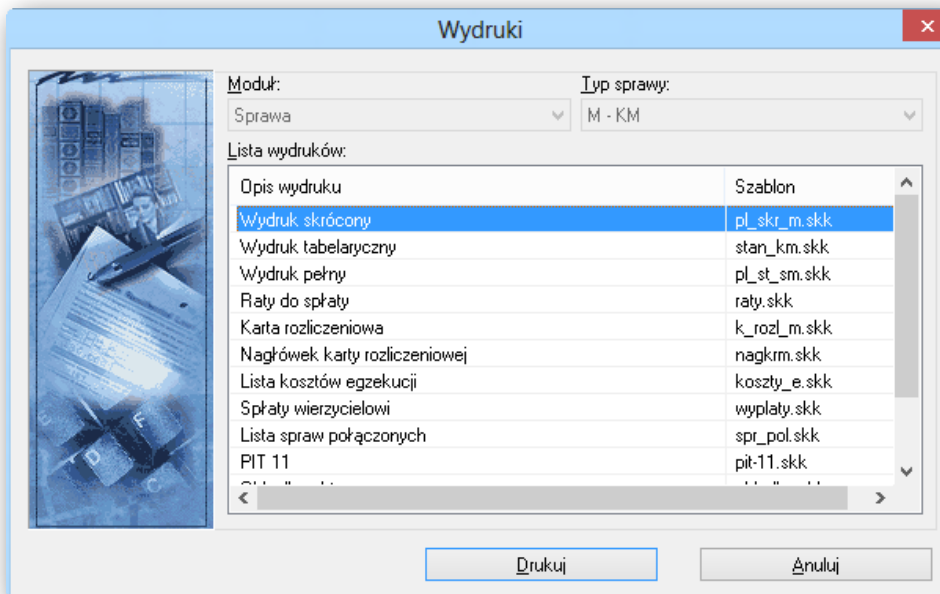 Wydruki
Moduł: Typ sprawy:
Sprawa M - KM
Lista wydruków:
Opis wydruku Szablon
Wydruk skrócony pl_skr_m.skk
Wydruk tabelaryczny stan_km.skk
Wydruk pełny pl_st_sm.skk
Raty do spłaty raty.skk
Karta rozliczeniowa k_rozl_m.skk
Nagłówek karty rozliczeniowej nagkrm.skk
Lista kosztów egzekucji koszty_e.skk
Spłaty wierzycielowi wyplaty.skk
Lista spraw połączonych spr_pol.skk
PIT 11 pit-11.skk
Drukuj Anuluj